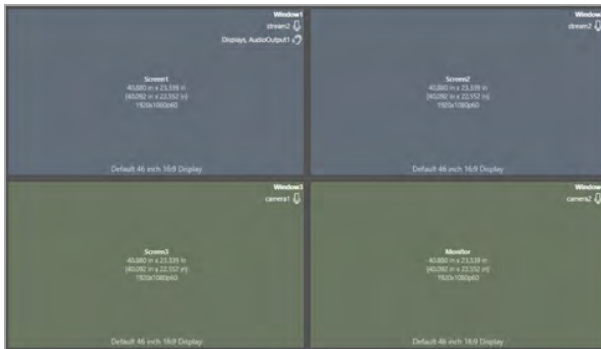 Window1
stream2
Displays, AudioOutput1
Screen1
40.880 in x 23.339 in
(40.092 in x 22.552 in)
1920x1080p60
Default 46 inch 16:9 Display
Window
stream2
Screen2
40.880 in x 23.339 in
(40.092 in x 22.552 in)
1920x1080p60
Default 46 inch 16:9 Display
Window3
camera1
Screen3
40.880 in x 23.339 in
(40.092 in x 22.552 in)
1920x1080p60
Default 46 inch 16:9 Display
Window
camera2
Monitor
40.880 in x 23.339 in
(40.092 in x 22.552 in)
1920x1080p60
Default 46 inch 16:9 Display